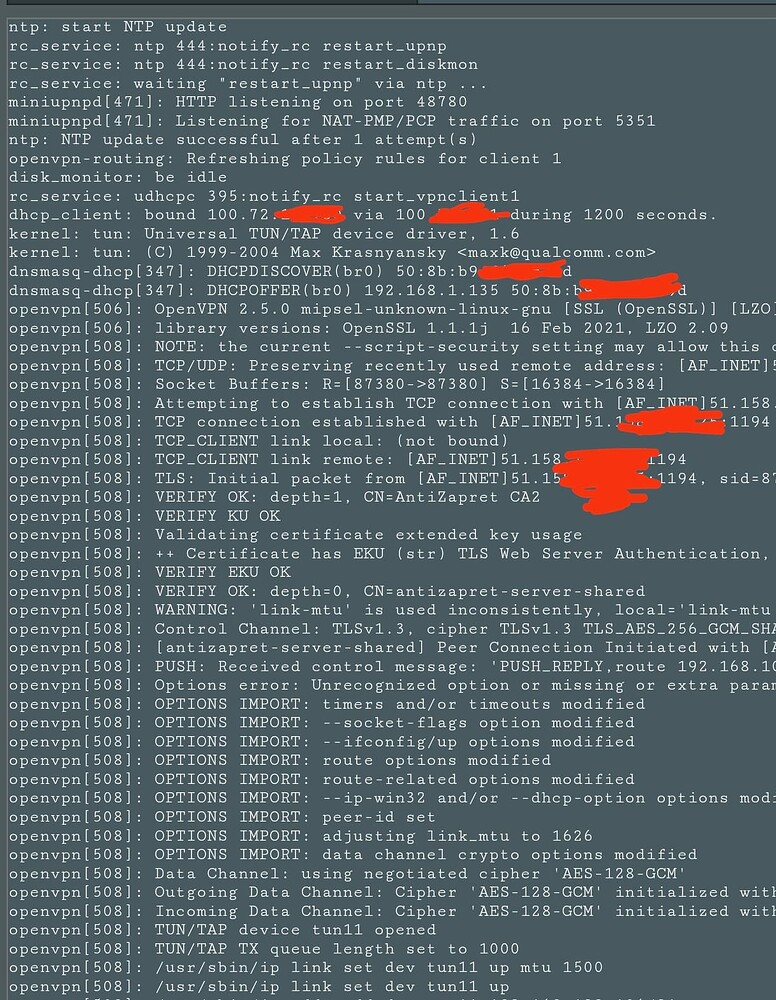 ntp: start NTP update
rc_service: ntp 444:notify_rc restart_upnp
rc_service: ntp 444:notify_rc restart_diskmon
rc_service: waiting "restart_upnp" via ntp ...
miniupnpd[471]: HTTP listening on port 48780
miniupnpd[471]: Listening for NAT-PMP/PCP traffic on port 5351
ntp: NTP update successful after 1 attempt(s)
openvpn-routing: Refreshing policy rules for client 1
disk_monitor: be idle
rc_service: udhcpc 395:notify_rc start_vpnclient1
dhcp_client: bound 100.72. via 100 during 1200 seconds.
kernel: tun: Universal TUN/TAP device driver, 1.6
kernel: tun: (C) 1999-2004 Max Krasnyansky <maxk@qualcomm.com>
dnsmasq-dhcp[347]: DHCPDISCOVER(br0) 50:8b:b9 d
dnsmasq-dhcp[347]: DHCPOFFER(br0) 192.168.1.135 50:8b:b d
openvpn[506]: OpenVPN 2.5.0 mipsel-unknown-linux-gnu [SSL (OpenSSL)] [LZO
openvpn[506]: library versions: OpenSSL 1.1.1j 16 Feb 2021, LZO 2.09
openvpn[508]: NOTE: the current --script-security setting may allow this
openvpn[508]: TCP/UDP: Preserving recently used remote address: [AF_INET]5
openvpn[508]: Socket Buffers: R=[87380->87380] S=[16384->16384]
openvpn[508]: Attempting to establish TCP connection with [AF_INET]51.158.
openvpn[508]: TCP connection established with [AF_INET]51. 1194
openvpn[508]: TCP_CLIENT link local: (not bound)
openvpn[508]: TCP_CLIENT link remote: [AF_INET]51.158 1194
openvpn[508]: TLS: Initial packet from [AF_INET]51.15 :1194, sid=87
openvpn[508]: VERIFY OK: depth=1, CN=AntiZapret CA2
openvpn[508]: VERIFY KU OK
openvpn[508]: Validating certificate extended key usage
openvpn[508]: ++ Certificate has EKU (str) TLS Web Server Authentication,
openvpn[508]: VERIFY EKU OK
openvpn[508]: VERIFY OK: depth=0, CN=antizapret-server-shared
openvpn[508]: WARNING: 'link-mtu' is used inconsistently, local='link-mtu
openvpn[508]: Control Channel: TLSv1.3, cipher TLSv1.3 TLS_AES_256_GCM_SHA
openvpn[508]: [antizapret-server-shared] Peer Connection Initiated with [A
openvpn[508]: PUSH: Received control message: 'PUSH_REPLY,route 192.168.10
openvpn[508]: Options error: Unrecognized option or missing or extra param
openvpn[508]: OPTIONS IMPORT: timers and/or timeouts modified
openvpn[508]: OPTIONS IMPORT: --socket-flags option modified
openvpn[508]: OPTIONS IMPORT: --ifconfig/up options modified
openvpn[508]: OPTIONS IMPORT: route options modified
openvpn[508]: OPTIONS IMPORT: route-related options modified
openvpn[508]: OPTIONS IMPORT: --ip-win32 and/or --dhcp-option options modi
openvpn[508]: OPTIONS IMPORT: peer-id set
openvpn[508]: OPTIONS IMPORT: adjusting link_mtu to 1626
openvpn[508]: OPTIONS IMPORT: data channel crypto options modified
openvpn[508]: Data Channel: using negotiated cipher 'AES-128-GCM'
openvpn[508]: Outgoing Data Channel: Cipher 'AES-128-GCM' initialized with
openvpn[508]: Incoming Data Channel: Cipher 'AES-128-GCM' initialized with
openvpn[508]: TUN/TAP device tun11 opened
openvpn[508]: TUN/TAP TX queue length set to 1000
openvpn[508]: /usr/sbin/ip link set dev tun11 up mtu 1500
openvpn[508]: /usr/sbin/ip link set dev tun11 up